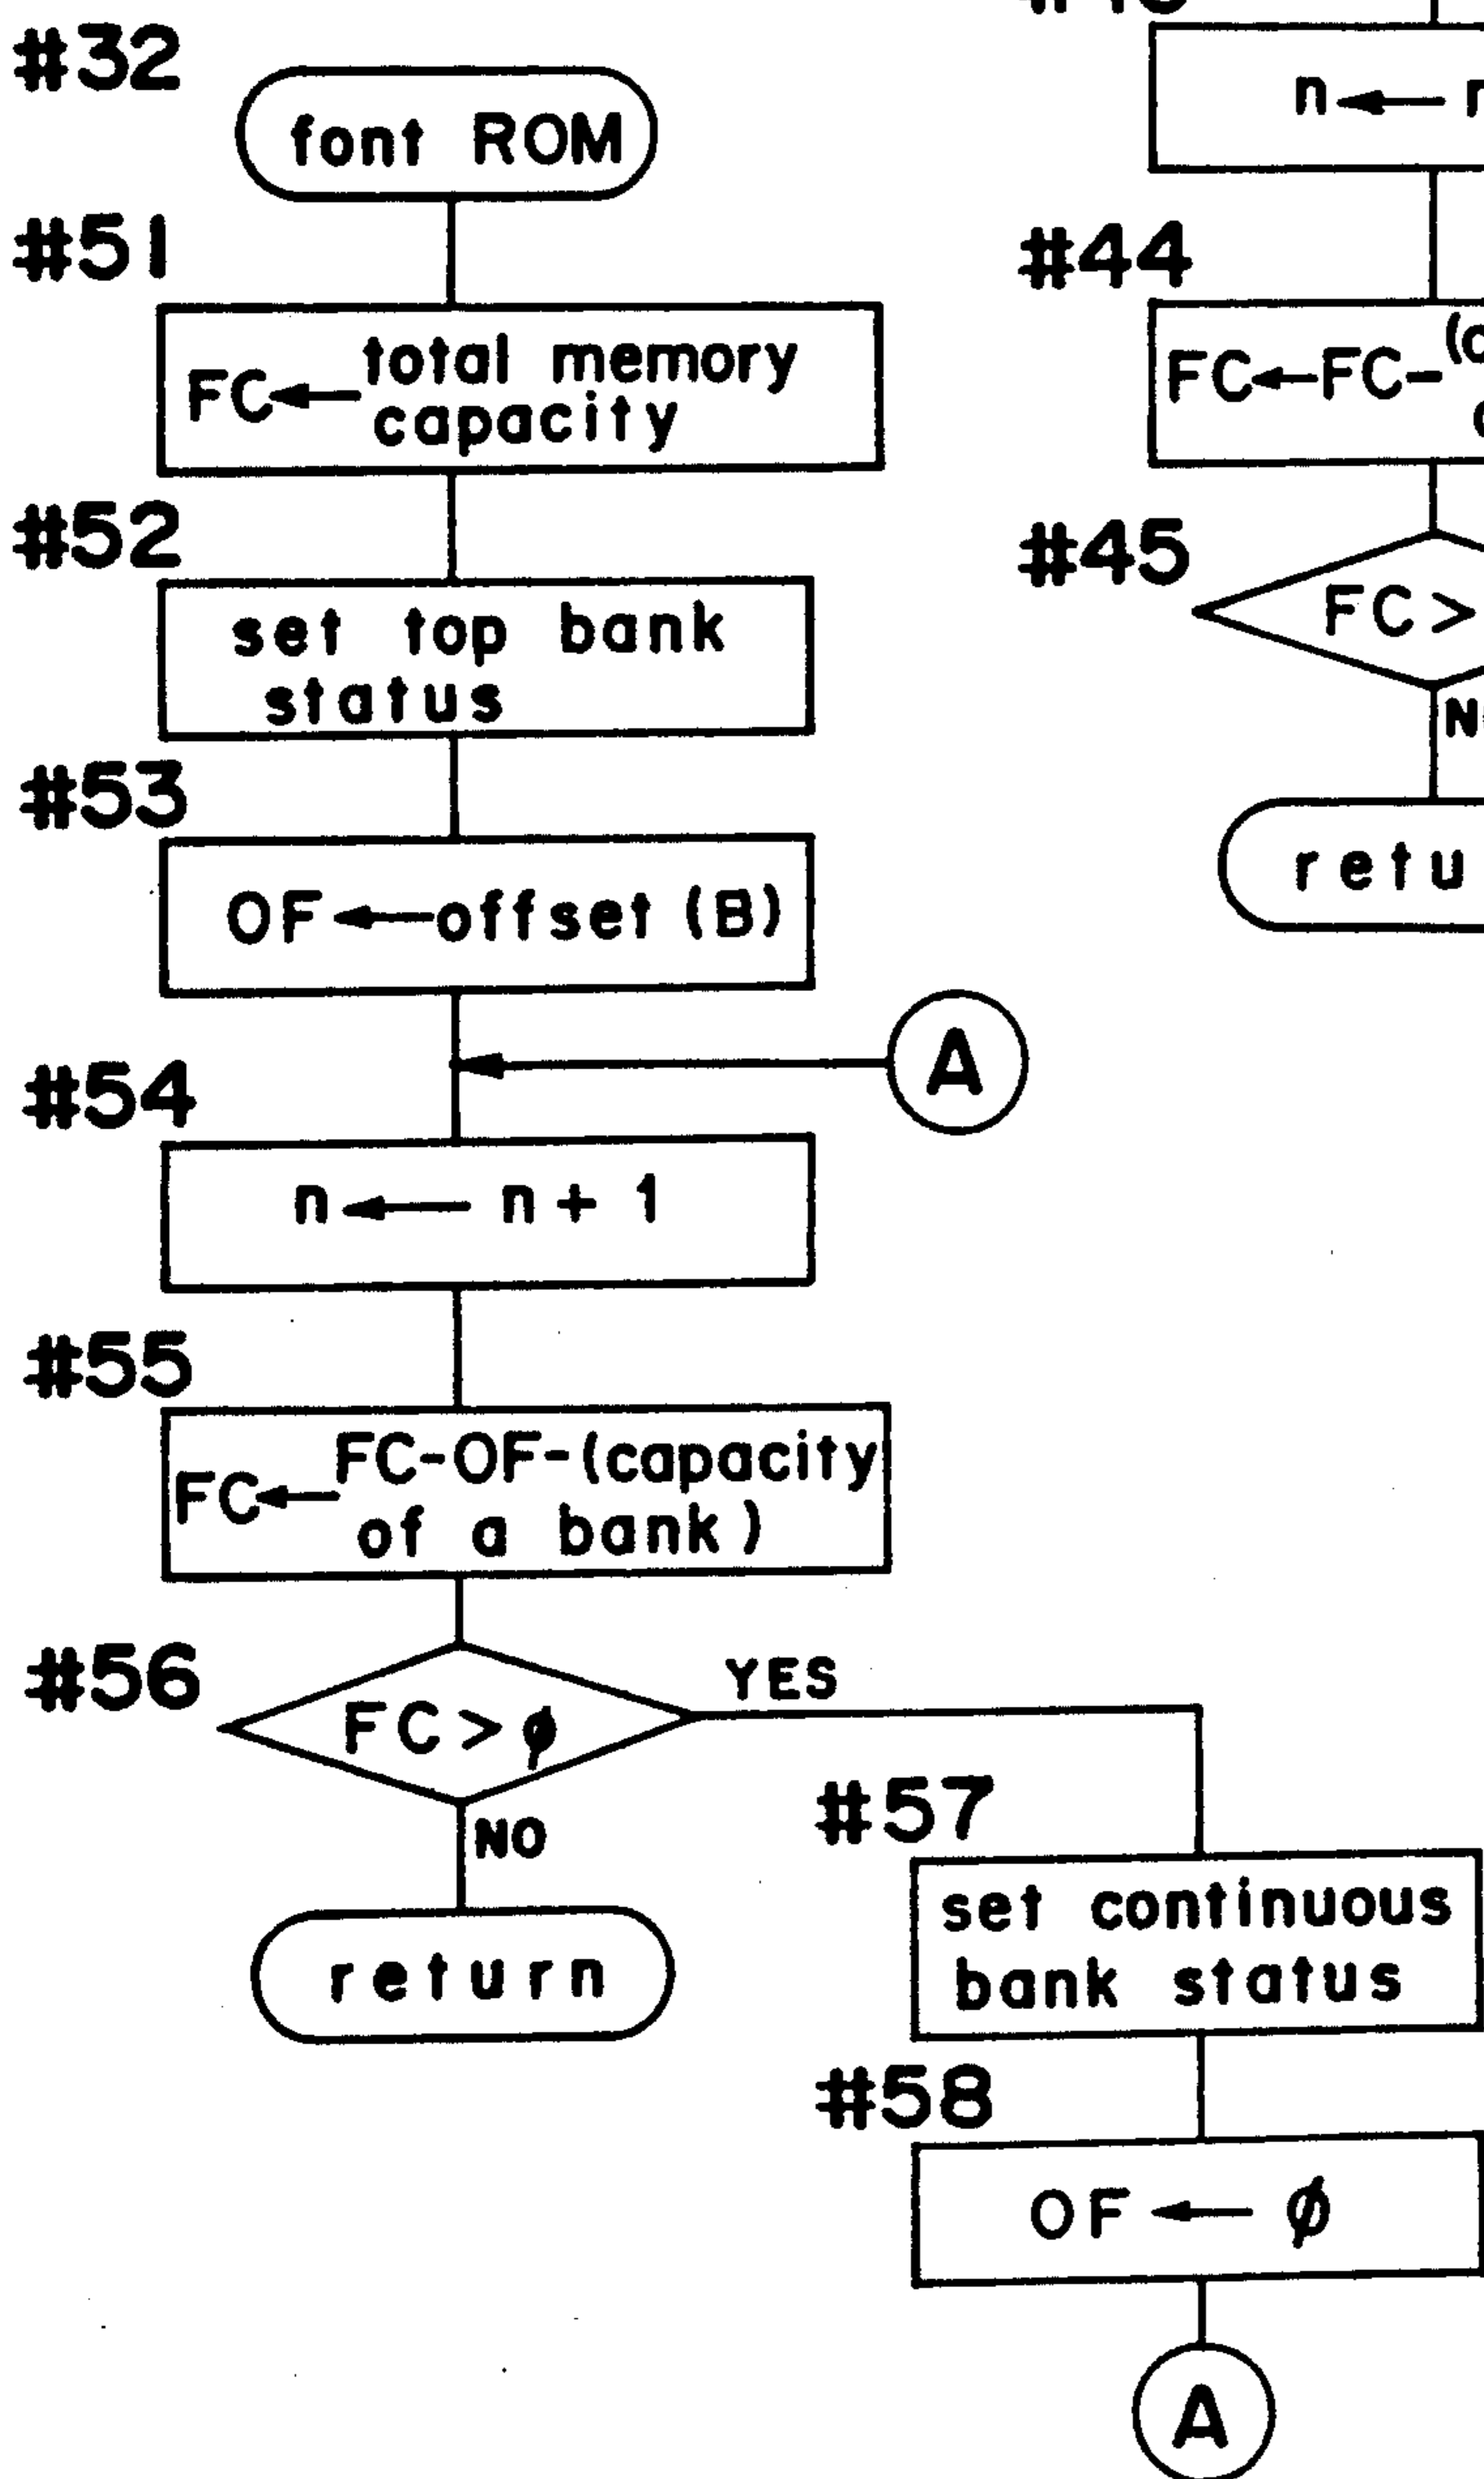 #32
font ROM
#51
FC←total memory
capacity
#52
set top bank
status
#53
OF←offset (B)
A
#54
n← n + 1
#55
FC←FC-OF-(capacity
of a bank)
#56
FC > φ
YES
NO
return
#57
set continuous
bank status
#58
OF ← φ
A
n←
#44
FC←FC-
#45
FC >